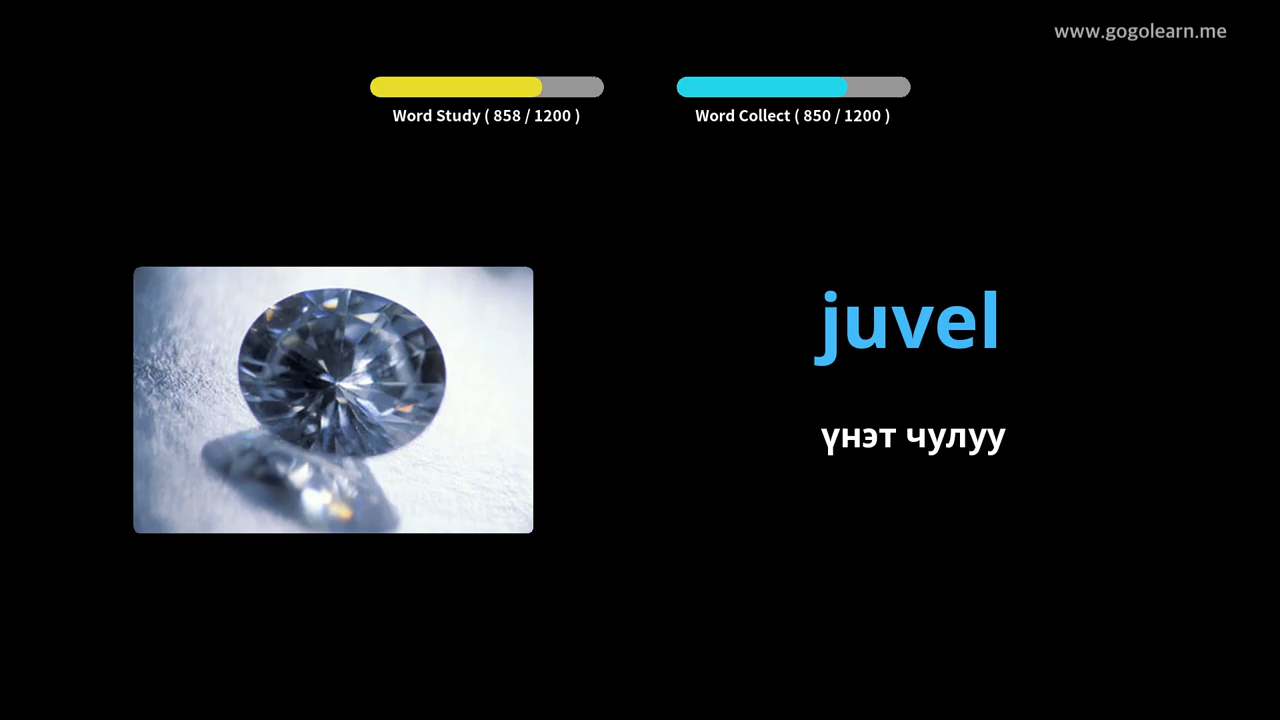 www.gogolearn.me
Word Study ( 858 / 1200 )
Word Collect ( 850 / 1200 )
juvel
үнэт чулуу